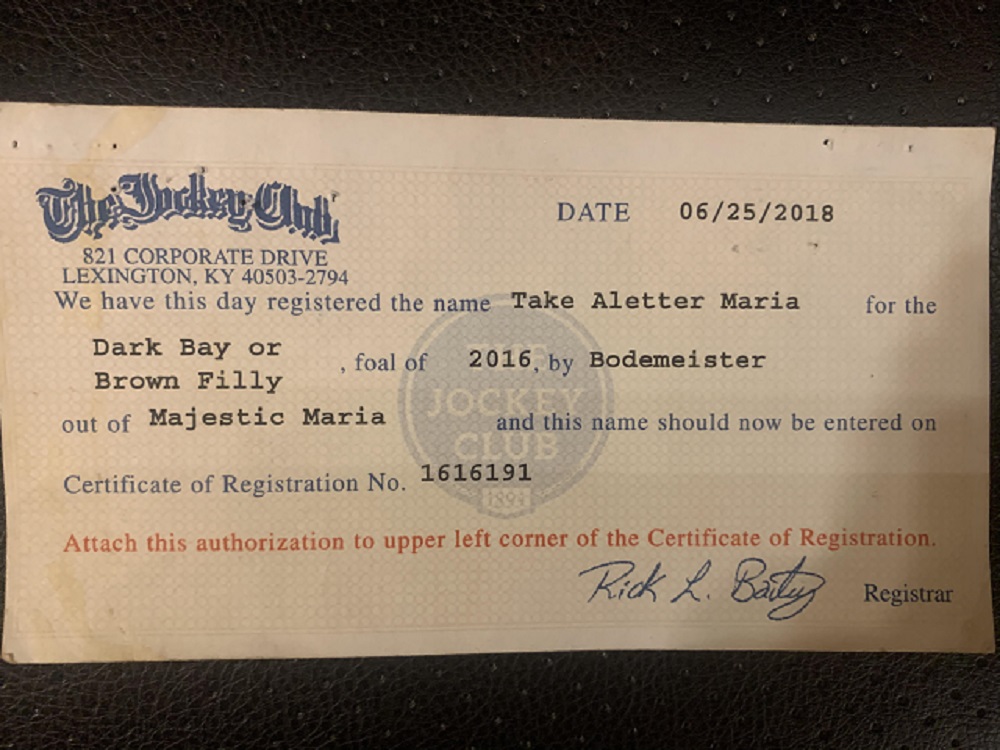 The Jockey Club
DATE 06/25/2018
821 CORPORATE DRIVE
LEXINGTON, KY 40503-2794
We have this day registered the name Take Aletter Maria for the
Dark Bay or
Brown Filly , foal of 2016, by Bodemeister
out of Majestic Maria and this name should now be entered on
Certificate of Registration No. 1616191
Attach this authorization to upper left corner of the Certificate of Registration.
Rick L. Bailey Registrar
THE
JOCKEY
CLUB
1894